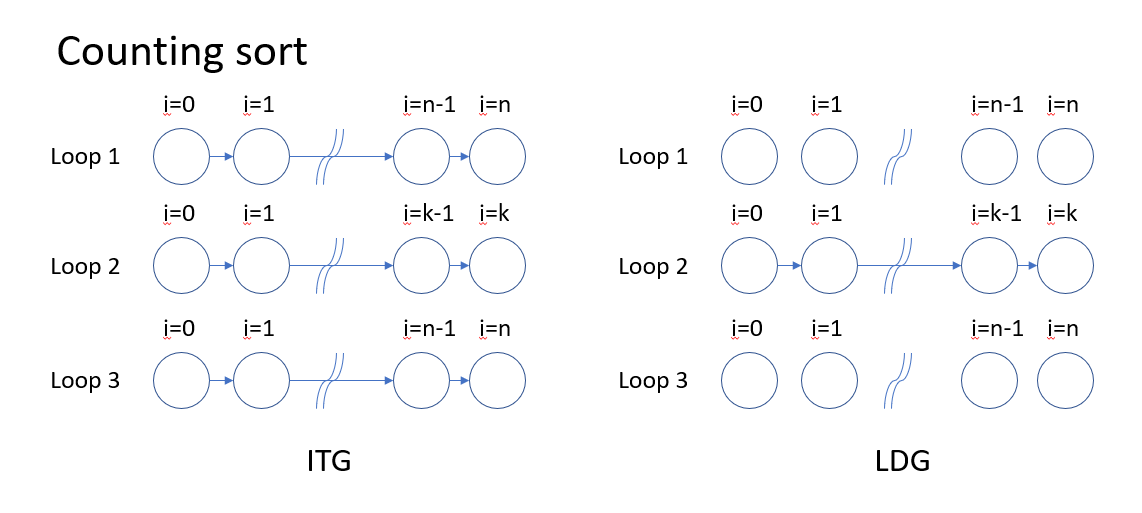 Counting sort
i=0 i=1 i=n-1 i=n
Loop 1
i=0 i=1 i=k-1 i=k
Loop 2
i=0 i=1 i=n-1 i=n
Loop 3
ITG
i=0 i=1 i=n-1 i=n
Loop 1
i=0 i=1 i=k-1 i=k
Loop 2
i=0 i=1 i=n-1 i=n
Loop 3
LDG